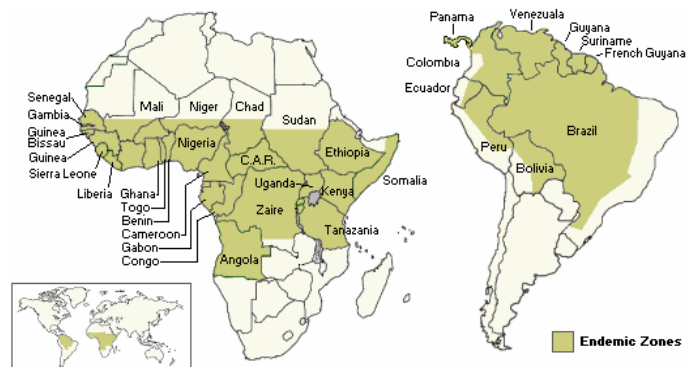 Panama
Venezuala
Guyana
Suriname
French Guyana
Colombia
Ecuador
Brazil
Peru
Bolivia
Senegal
Gambia
Guinea
Bissau
Guinea
Sierra Leone
Liberia
Mali
Niger
Chad
Sudan
Nigeria
C.A.R.
Ethiopia
Somalia
Uganda
Kenya
Zaire
Tanazania
Angola
Ghana
Togo
Benin
Cameroon
Gabon
Congo
Endemic Zones